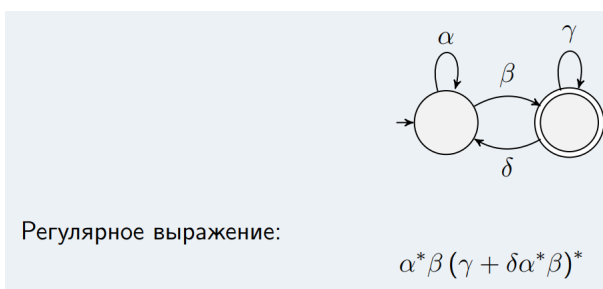 α
γ
β
δ
Регулярное выражение:
α*β (γ + δα*β)*